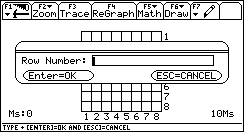 F1 F2 F3 F4 F5 F6 F7
Zoom Trace ReGraph Math Draw
1
Row Number:
Enter=OK ESC=CANCEL
6
7
8
Ms:0 1 2 3 4 5 6 7 8 10Ms
TYPE + [ENTER]=OK AND [ESC]=CANCEL